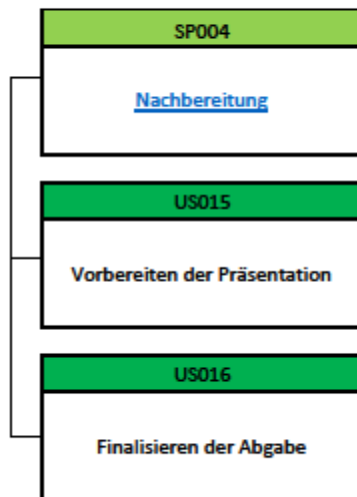 SP004
Nachbereitung
US015
Vorbereiten der Präsentation
US016
Finalisieren der Abgabe